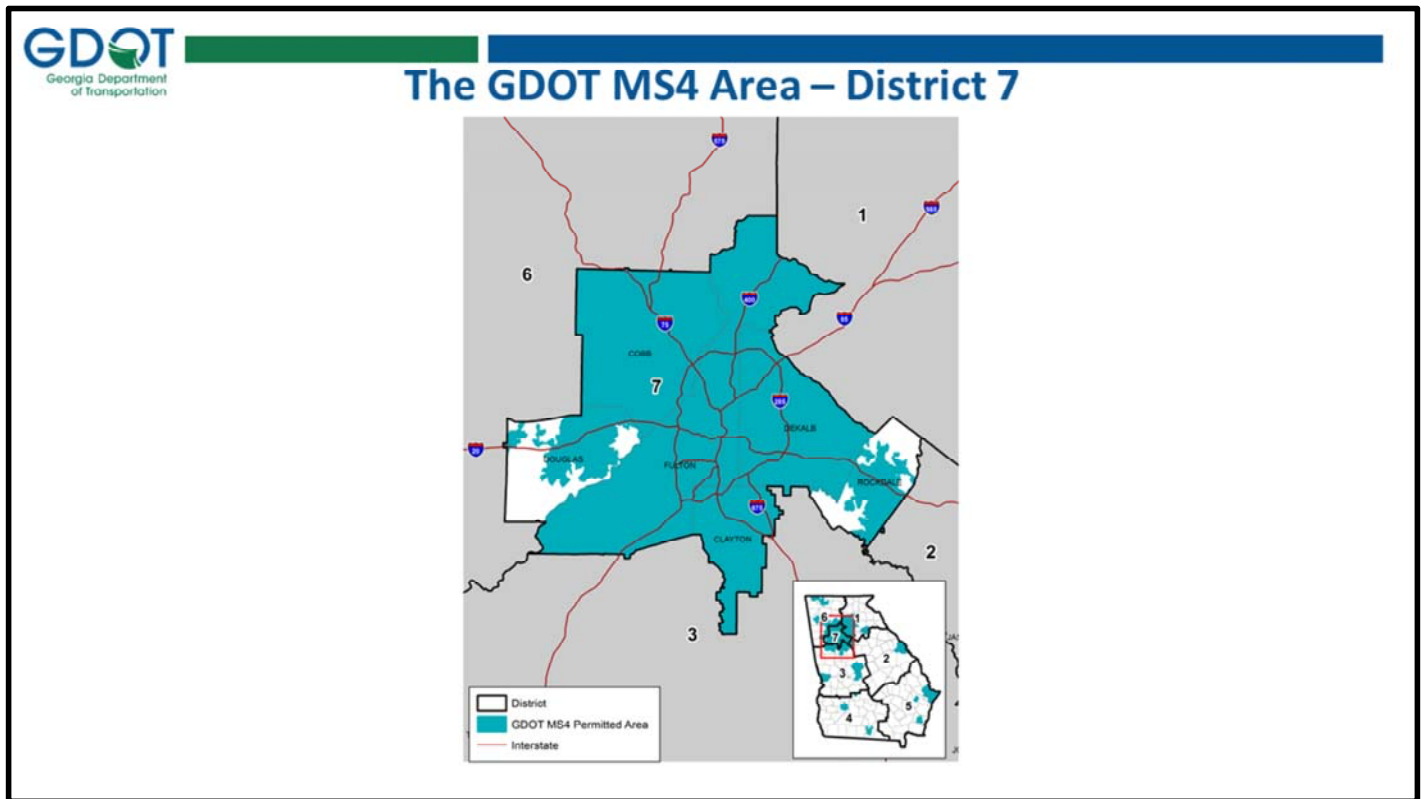 GDOT
Georgia Department
of Transportation
The GDOT MS4 Area – District 7
575
1
985
6
400
85
75
COBB
7
285
DEKALB
20
DOUGLAS
FULTON
ROCKDALE
675
CLAYTON
2
3
6
1
7
2
3
5
4
District
GDOT MS4 Permitted Area
Interstate